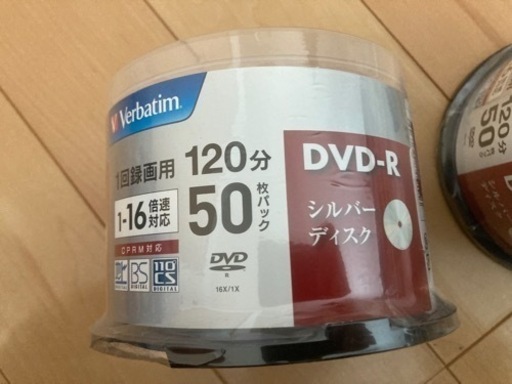 Verbatim
1回録画用
1-16倍速対応
CPRM対応
BS
DIGITAL
110°
CS
DIGITAL
120分
50枚パック
DVD
R
16X/1X
DVD-R
シルバー
ディスク
120分
50